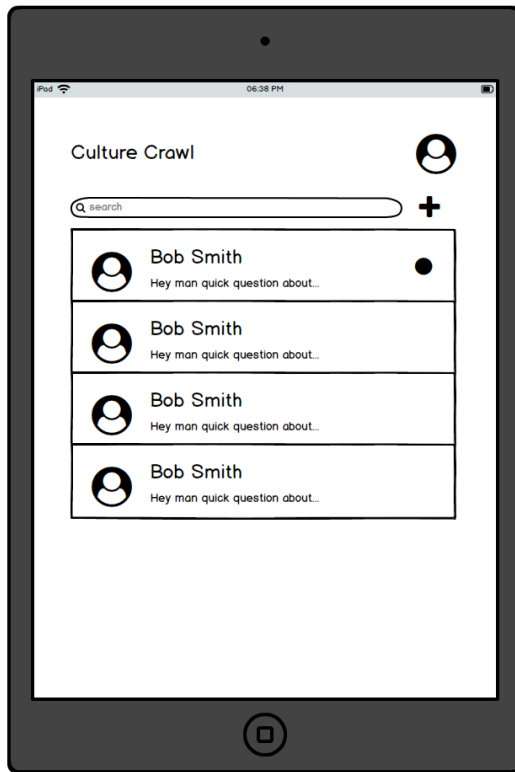 iPad 06:38 PM
Culture Crawl
search
Bob Smith
Hey man quick question about...
Bob Smith
Hey man quick question about...
Bob Smith
Hey man quick question about...
Bob Smith
Hey man quick question about...